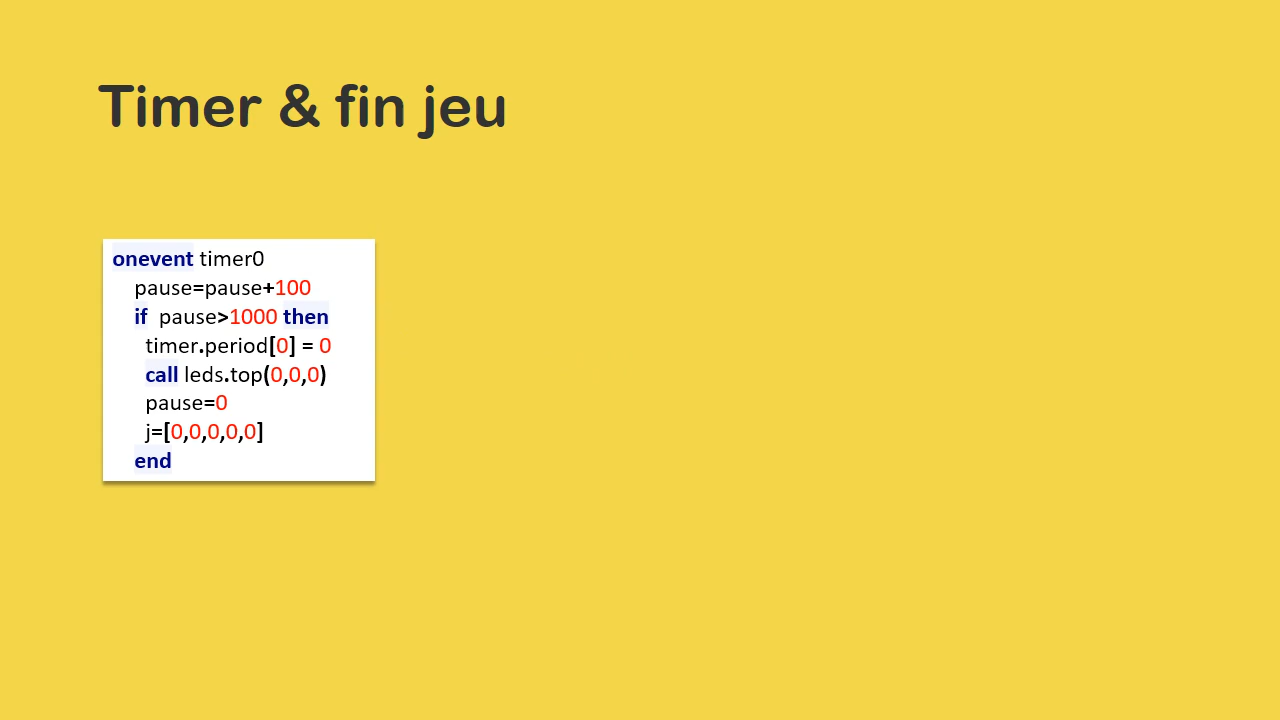 Timer & fin jeu
onevent timer0
pause=pause+100
if pause>1000 then
timer.period[0] = 0
call leds.top(0,0,0)
pause=0
j=[0,0,0,0,0]
end